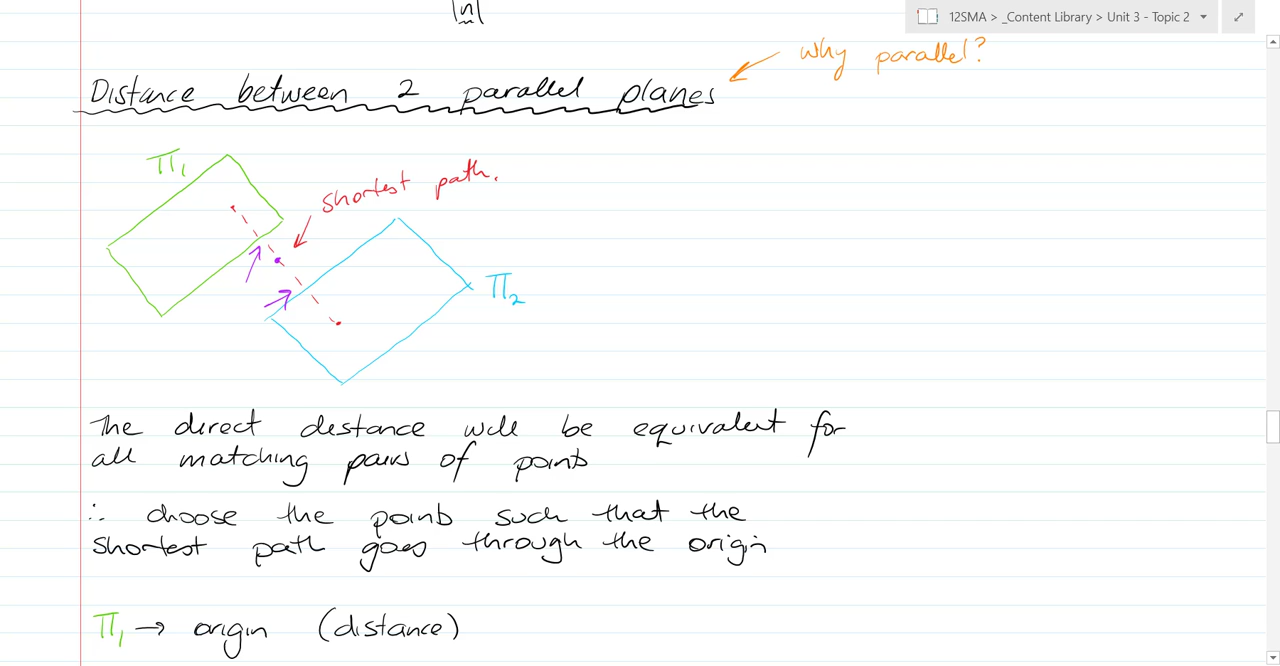 |n|
12SMA > _Content Library > Unit 3 - Topic 2
why parallel?
Distance between 2 parallel planes
π₁
shortest path.
π₂
The direct distance will be equivalent for
all matching pairs of points
∴ choose the points such that the
shortest path goes through the origin
π₁ → origin (distance)